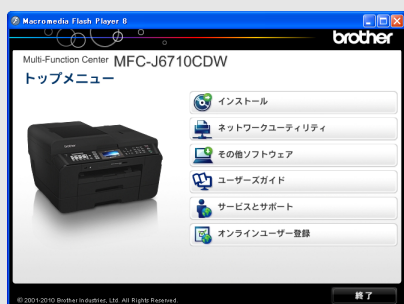 Macromedia Flash Player 8
brother
Multi-Function Center MFC-J6710CDW
トップメニュー
インストール
ネットワークユーティリティ
その他ソフトウェア
ユーザーズガイド
サービスとサポート
オンラインユーザー登録
© 2001-2010 Brother Industries, Ltd. All Rights Reserved.
終了